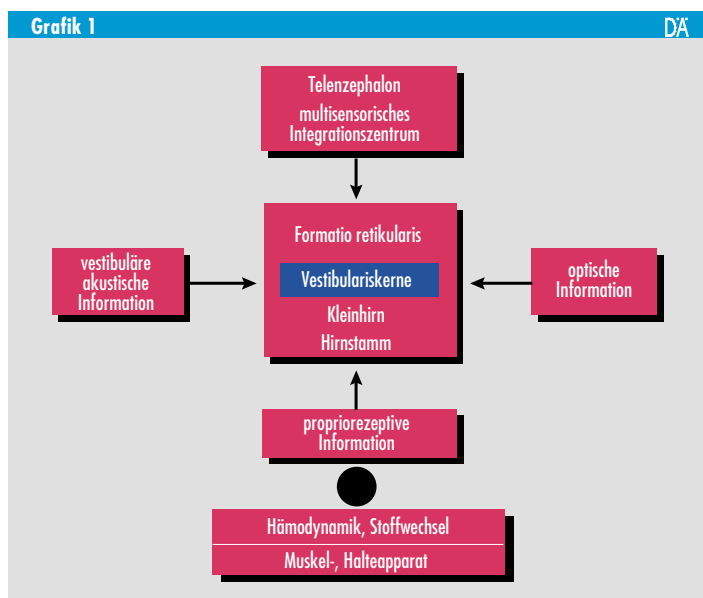 Grafik 1
DÄ
Telenzephalon
multisensorisches
Integrationszentrum
Formatio retikularis
Vestibulariskerne
Kleinhirn
Hirnstamm
vestibuläre
akustische
Information
optische
Information
propriorezeptive
Information
Hämodynamik, Stoffwechsel
Muskel-, Halteapparat